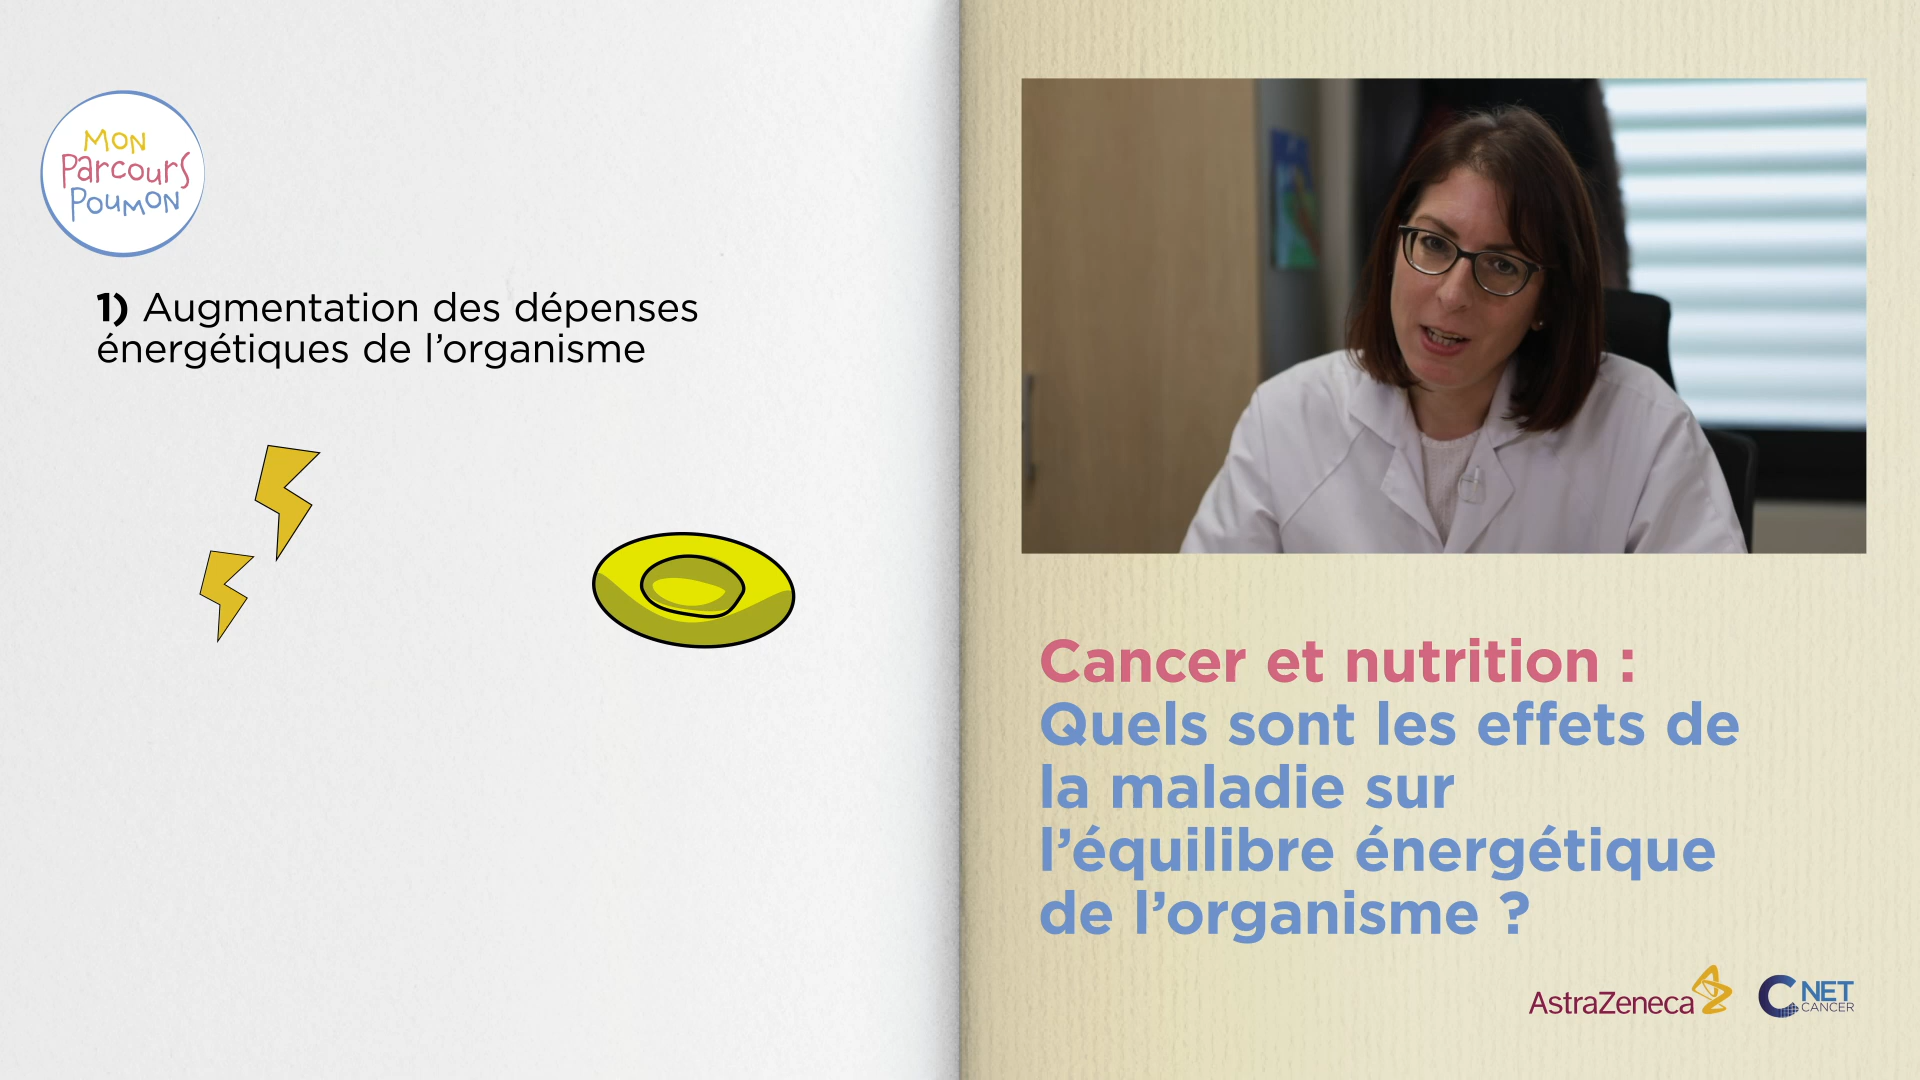 MON
Parcours
POUMON
1) Augmentation des dépenses
énergétiques de l’organisme
Cancer et nutrition :
Quels sont les effets de
la maladie sur
l’équilibre énergétique
de l’organisme ?
AstraZeneca
C NET
CANCER